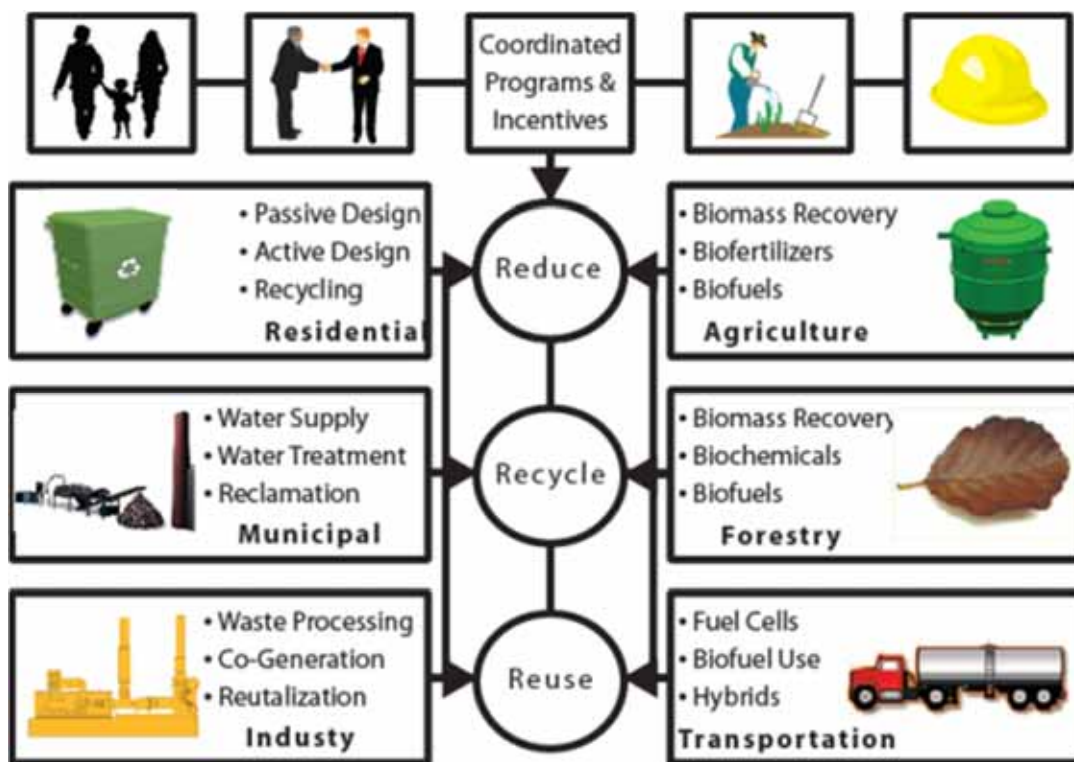 Coordinated
Programs &
Incentives
• Passive Design
• Active Design
• Recycling
Residential
Reduce
• Biomass Recovery
• Biofertilizers
• Biofuels
Agriculture
• Water Supply
• Water Treatment
• Reclamation
Municipal
Recycle
• Biomass Recovery
• Biochemicals
• Biofuels
Forestry
• Waste Processing
• Co-Generation
• Reutalization
Industy
Reuse
• Fuel Cells
• Biofuel Use
• Hybrids
Transportation